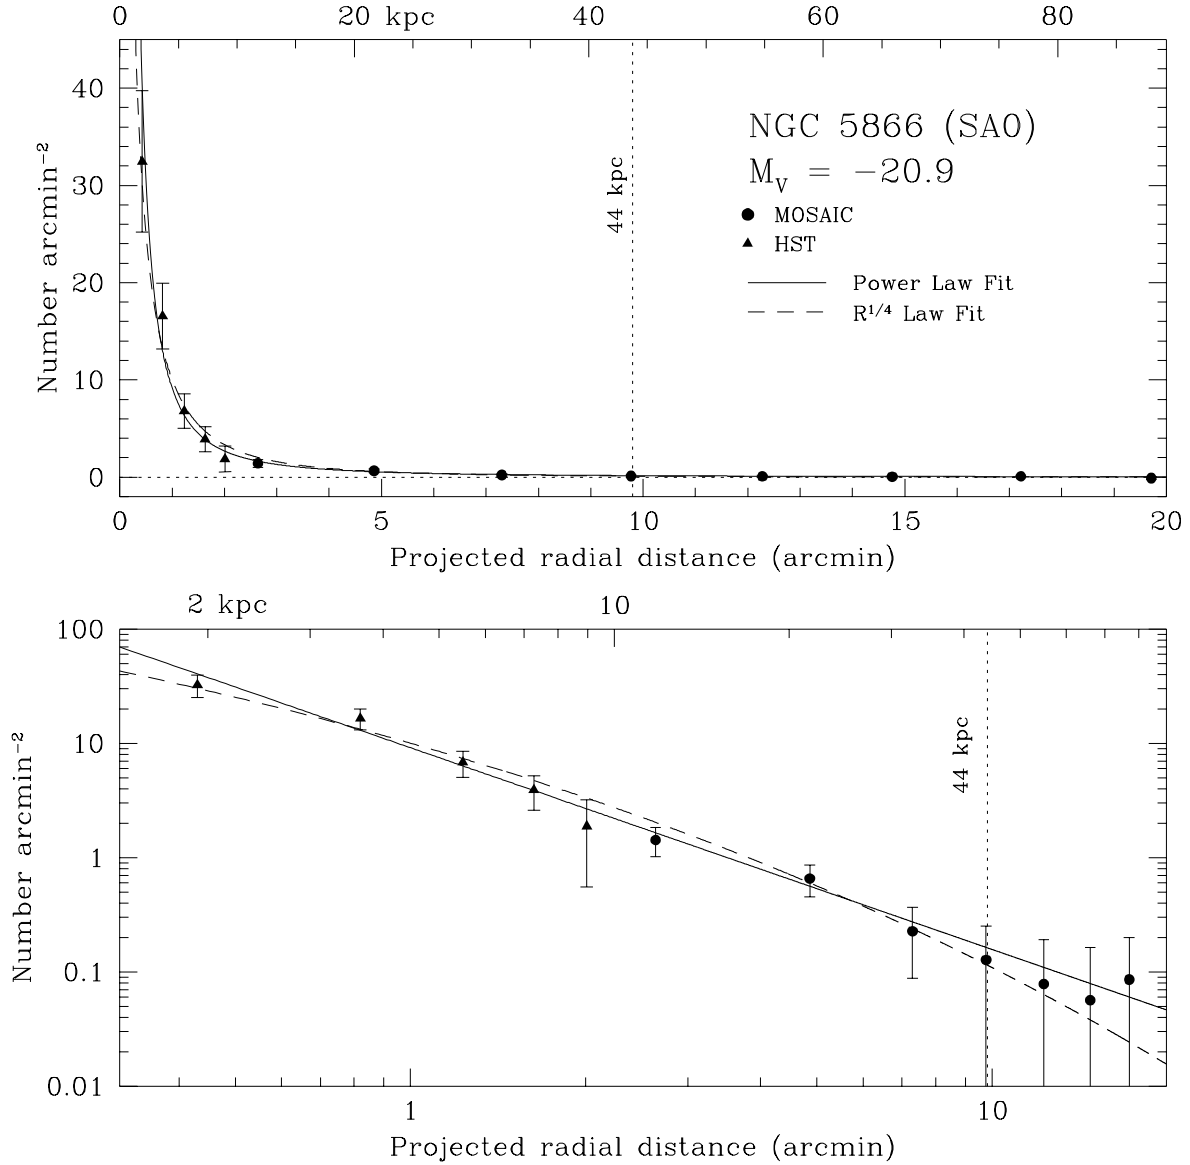 0 20 kpc 40 60 80
40
30
20
10
0
Number arcmin⁻²
44 kpc
NGC 5866 (SA0)
M_V = −20.9
MOSAIC
HST
Power Law Fit
R^1/4 Law Fit
0 5 10 15 20
Projected radial distance (arcmin)
2 kpc 10
100
10
1
0.1
0.01
Number arcmin⁻²
44 kpc
1 10
Projected radial distance (arcmin)